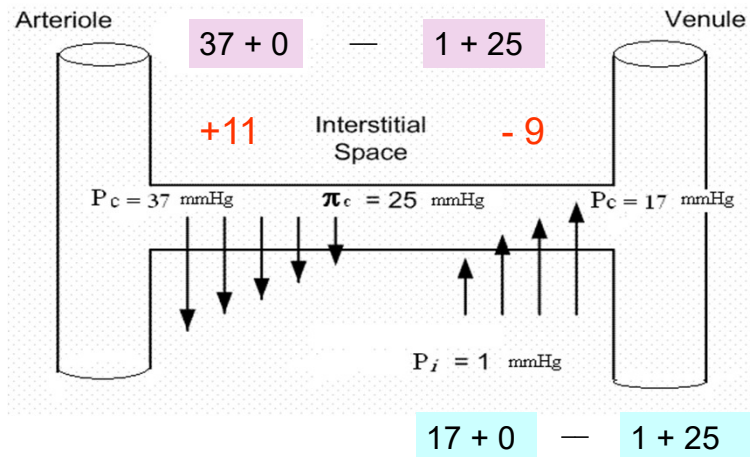 Arteriole
Venule
37 + 0 — 1 + 25
+11
Interstitial
Space
- 9
Pc = 37 mmHg
πc = 25 mmHg
Pc = 17 mmHg
Pi = 1 mmHg
17 + 0 — 1 + 25